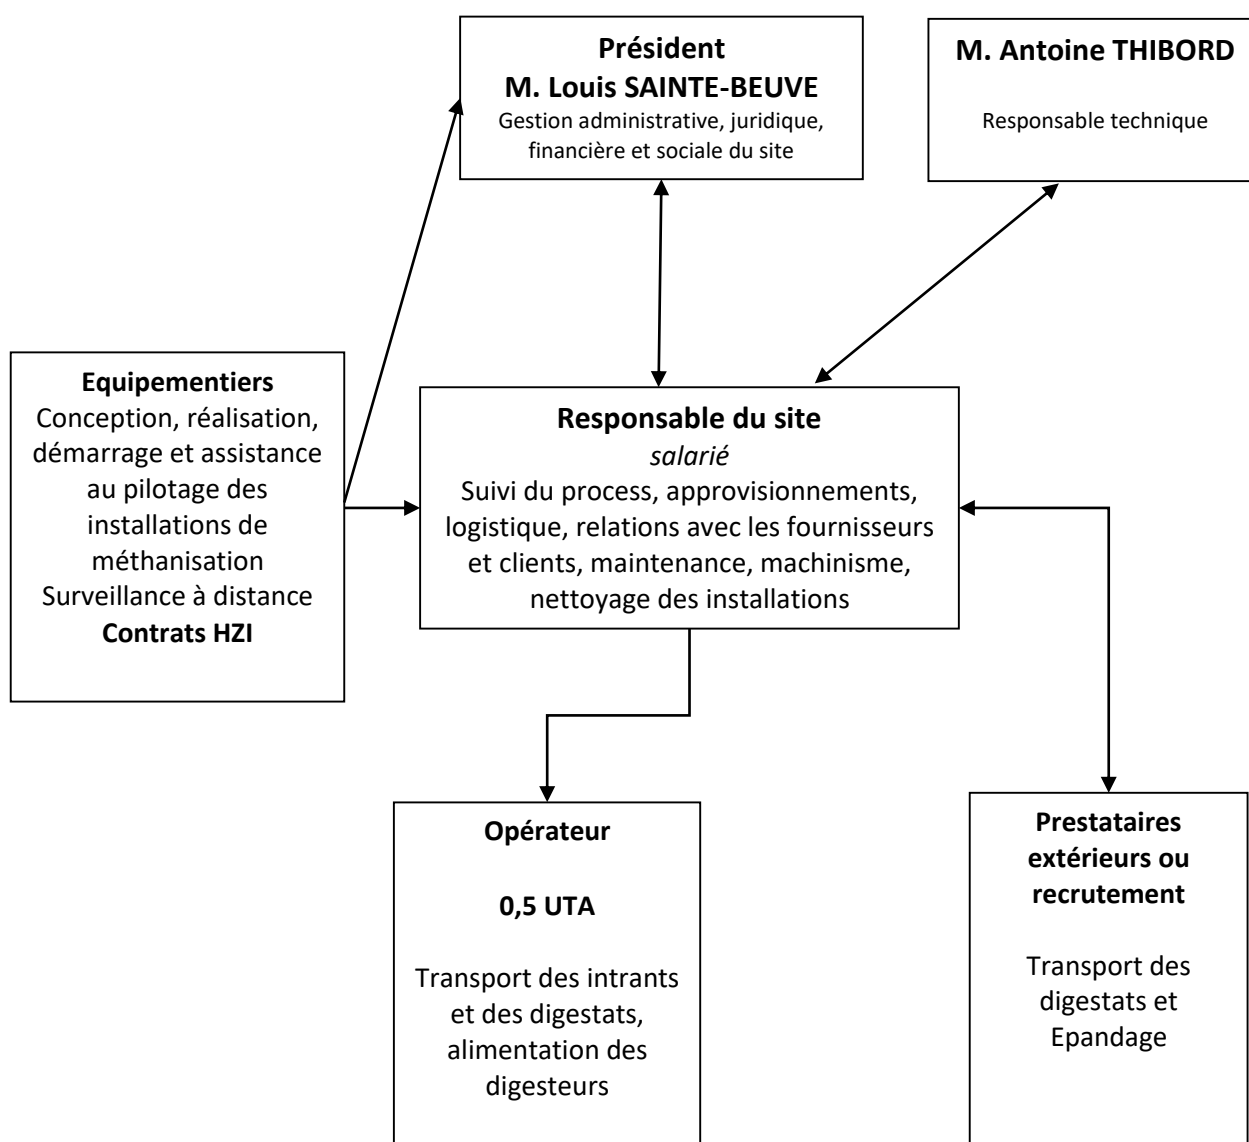 Président
M. Louis SAINTE-BEUVE
Gestion administrative, juridique,
financière et sociale du site
M. Antoine THIBORD
Responsable technique
Equipementiers
Conception, réalisation,
démarrage et assistance
au pilotage des
installations de
méthanisation
Surveillance à distance
Contrats HZI
Responsable du site
salarié
Suivi du process, approvisionnements,
logistique, relations avec les fournisseurs
et clients, maintenance, machinisme,
nettoyage des installations
Opérateur
0,5 UTA
Transport des intrants
et des digestats,
alimentation des
digesteurs
Prestataires
extérieurs ou
recrutement
Transport des
digestats et
Epandage